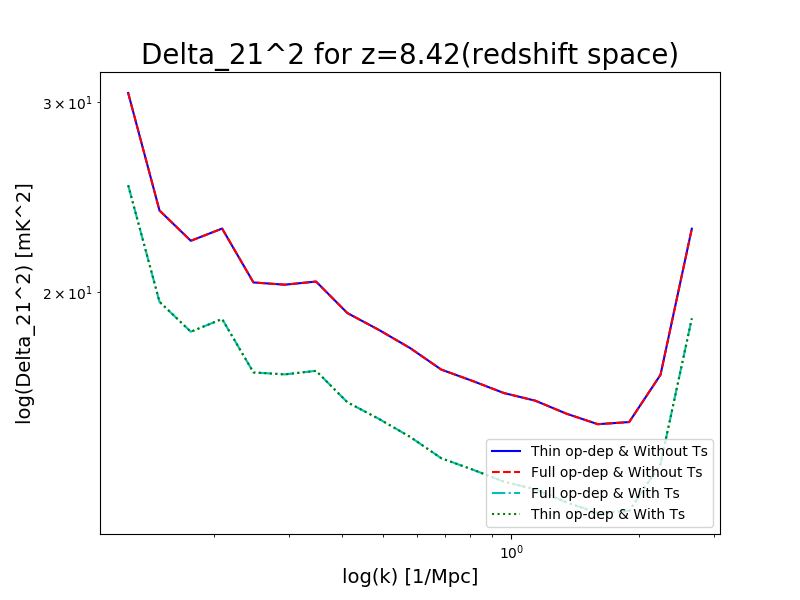 Delta_21^2 for z=8.42(redshift space)
3 × 10^1
2 × 10^1
log(Delta_21^2) [mK^2]
Thin op-dep & Without Ts
Full op-dep & Without Ts
Full op-dep & With Ts
Thin op-dep & With Ts
10^0
log(k) [1/Mpc]